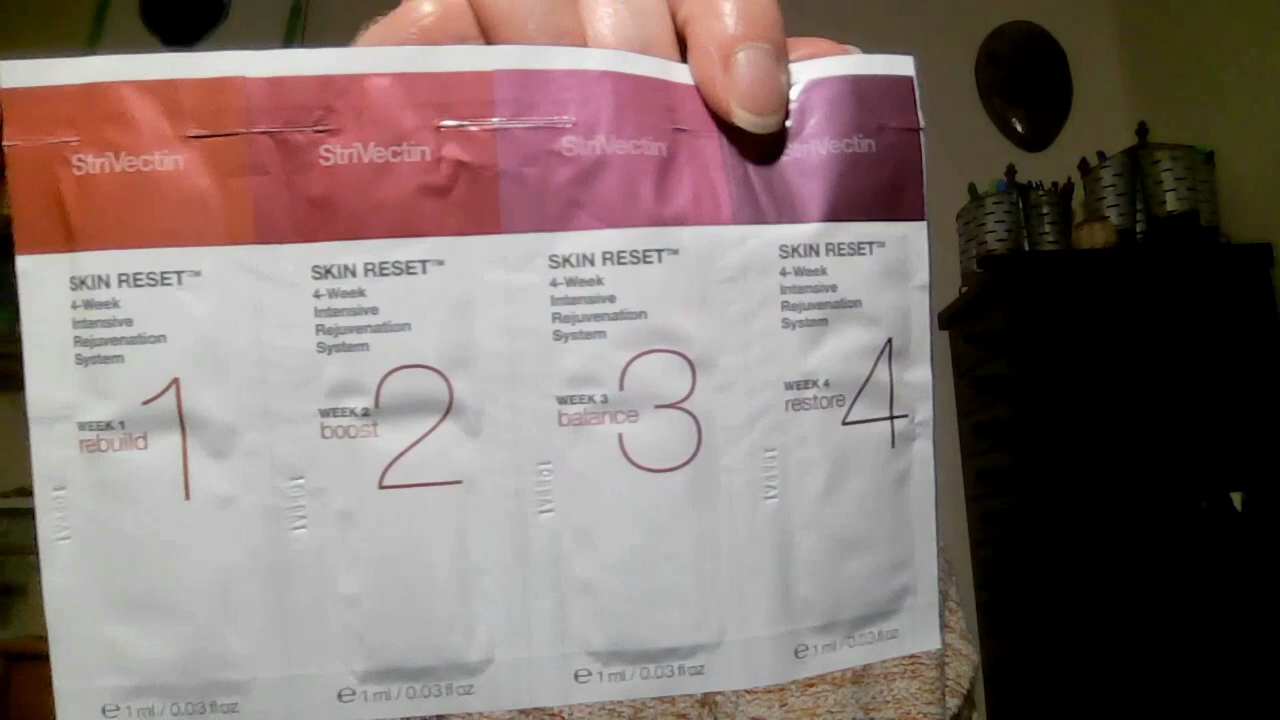 StriVectin
SKIN RESET™
4-Week
Intensive
Rejuvenation
System
WEEK 1
rebuild
1
e 1 ml / 0.03 fl oz
StriVectin
SKIN RESET™
4-Week
Intensive
Rejuvenation
System
WEEK 2
boost
2
e 1 ml / 0.03 fl oz
StriVectin
SKIN RESET™
4-Week
Intensive
Rejuvenation
System
WEEK 3
balance
3
e 1 ml / 0.03 fl oz
StriVectin
SKIN RESET™
4-Week
Intensive
Rejuvenation
System
WEEK 4
restore
4
e 1 ml / 0.03 fl oz